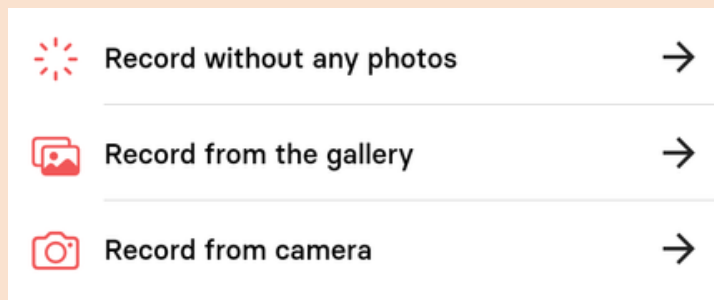 Record without any photos
Record from the gallery
Record from camera